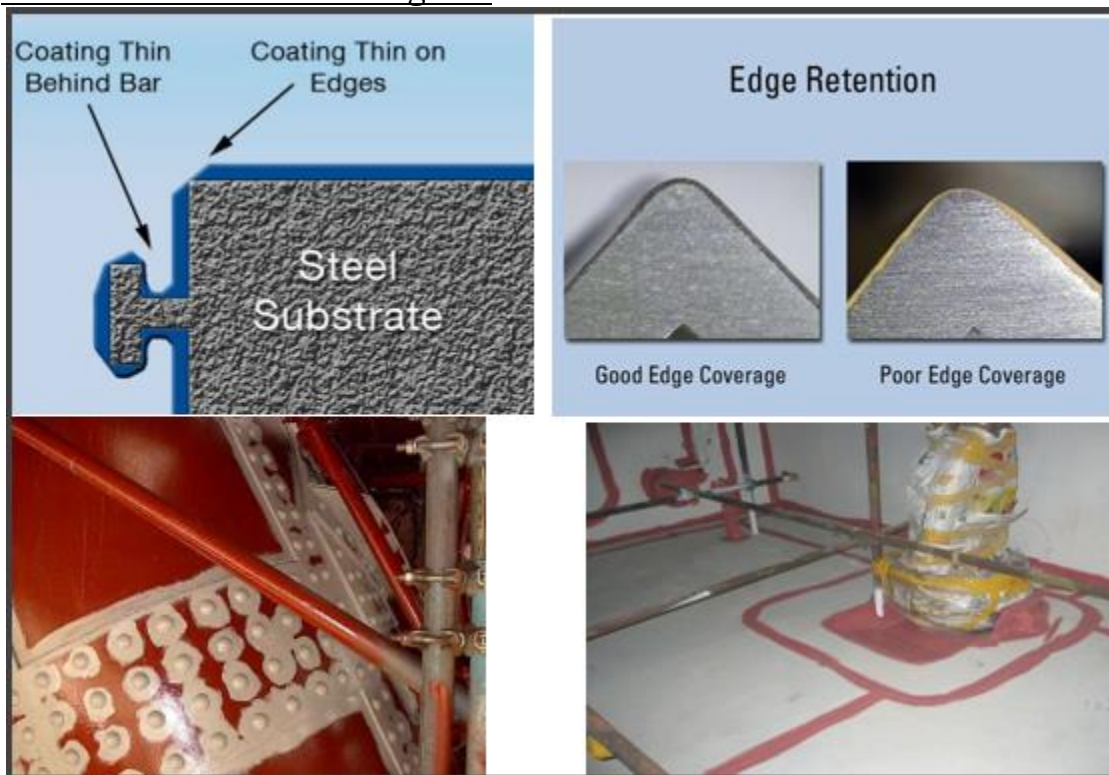 Coating Thin
Behind Bar
Coating Thin on
Edges
Steel
Substrate
Edge Retention
Good Edge Coverage
Poor Edge Coverage